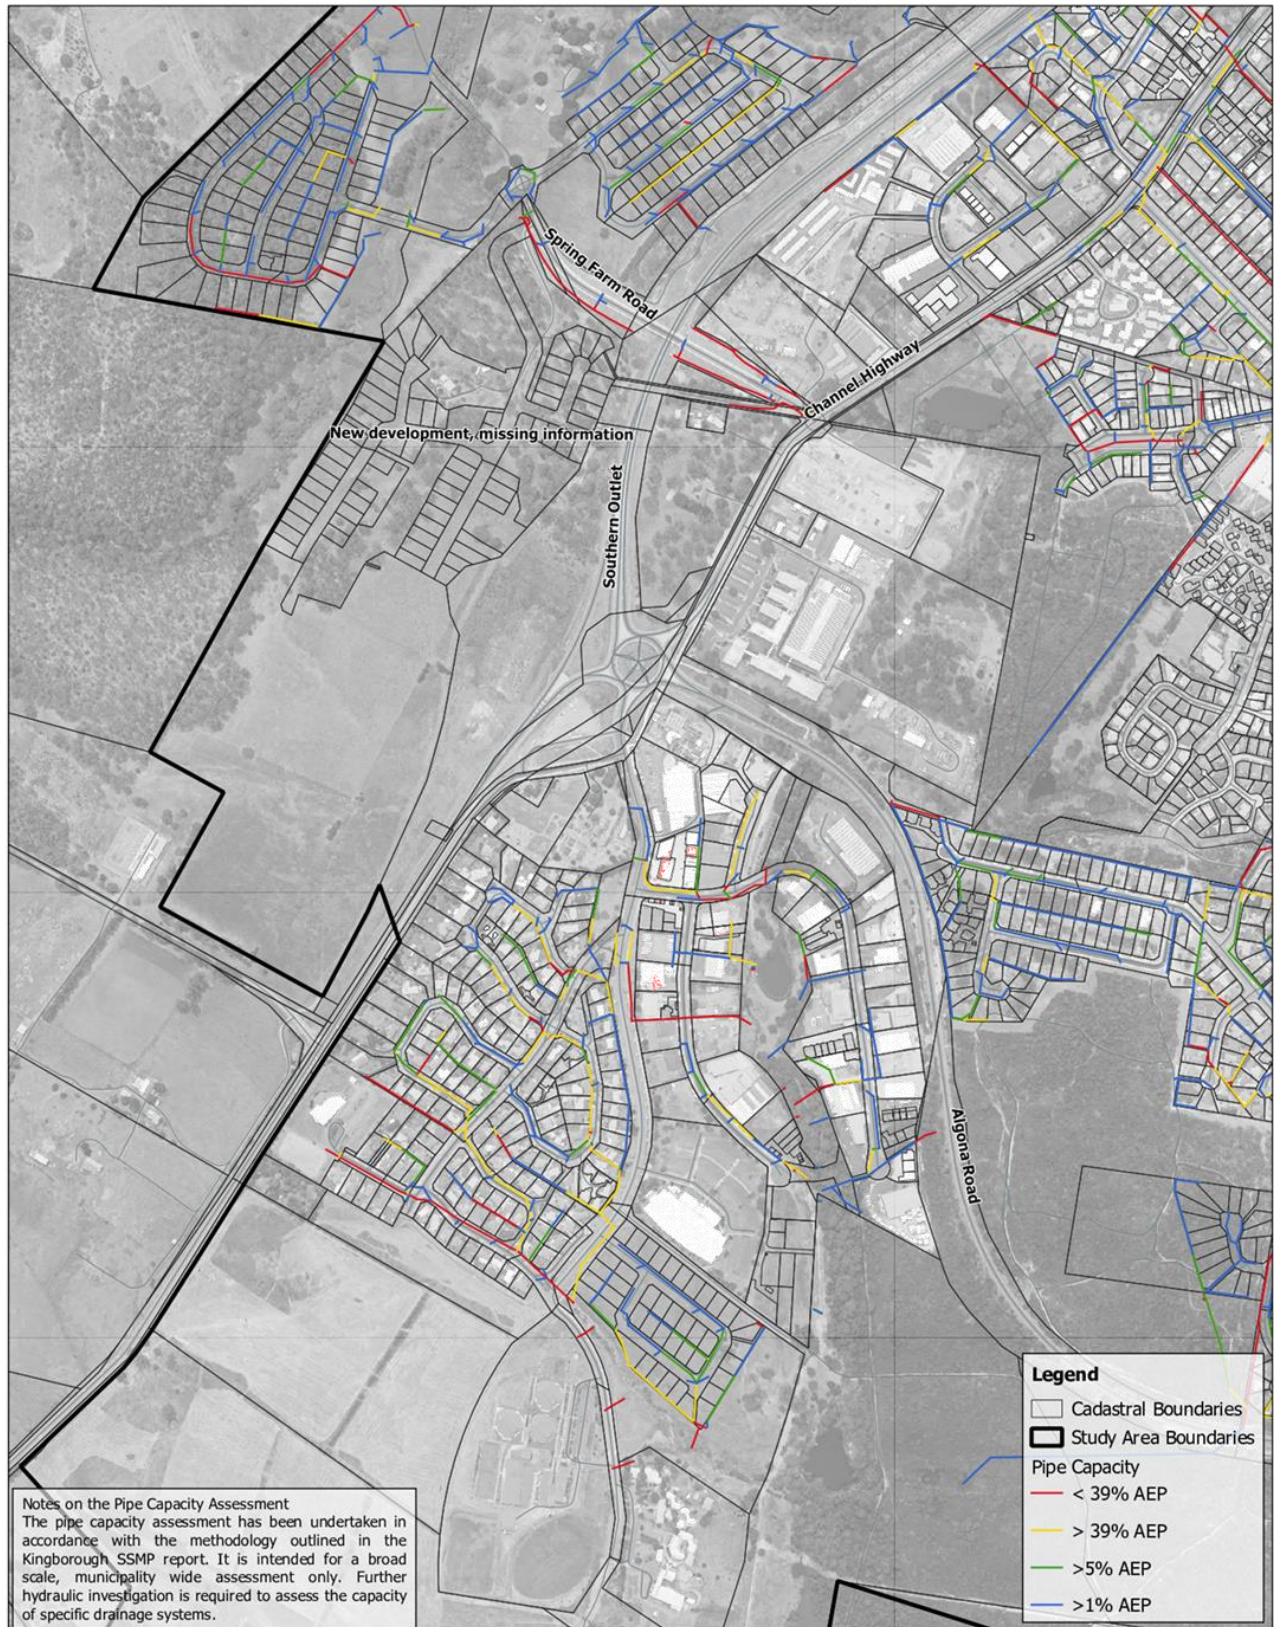 Spring Farm Road
Channel Highway
New development, missing information
Southern Outlet
Algona Road
Legend
Cadastral Boundaries
Study Area Boundaries
Pipe Capacity
< 39% AEP
> 39% AEP
>5% AEP
>1% AEP
Notes on the Pipe Capacity Assessment
The pipe capacity assessment has been undertaken in
accordance with the methodology outlined in the
Kingborough SSMP report. It is intended for a broad
scale, municipality wide assessment only. Further
hydraulic investigation is required to assess the capacity
of specific drainage systems.